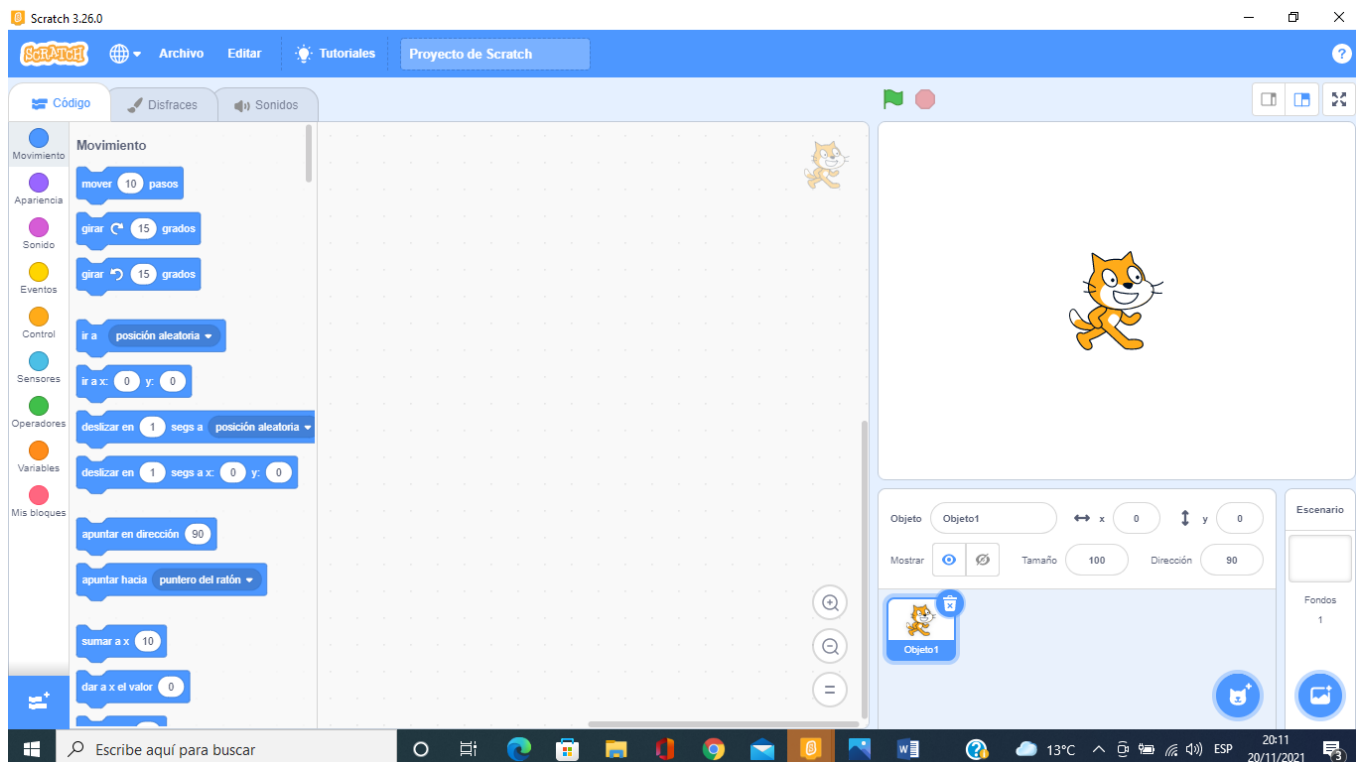 Scratch 3.26.0
SCRATCH
Archivo
Editar
Tutoriales
Proyecto de Scratch
?
Código
Disfraces
Sonidos
Movimiento
Apariencia
Sonido
Eventos
Control
Sensores
Operadores
Variables
Mis bloques
Movimiento
mover 10 pasos
girar 15 grados
girar 15 grados
ir a posición aleatoria
ir a x: 0 y: 0
deslizar en 1 segs a posición aleatoria
deslizar en 1 segs a x: 0 y: 0
apuntar en dirección 90
apuntar hacia puntero del ratón
sumar a x 10
dar a x el valor 0
Objeto Objeto1 x 0 y 0
Mostrar Tamaño 100 Dirección 90
Objeto1
Escenario
Fondos
1
Escribe aquí para buscar
13°C
ESP
20:11
20/11/2021
3